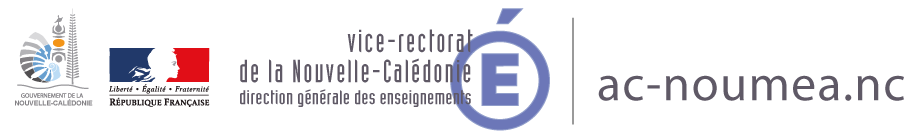 GOUVERNEMENT DE LA
NOUVELLE-CALÉDONIE
Liberté • Égalité • Fraternité
RÉPUBLIQUE FRANÇAISE
vice-rectorat
de la Nouvelle-Calédonie
direction générale des enseignements
É
ac-noumea.nc